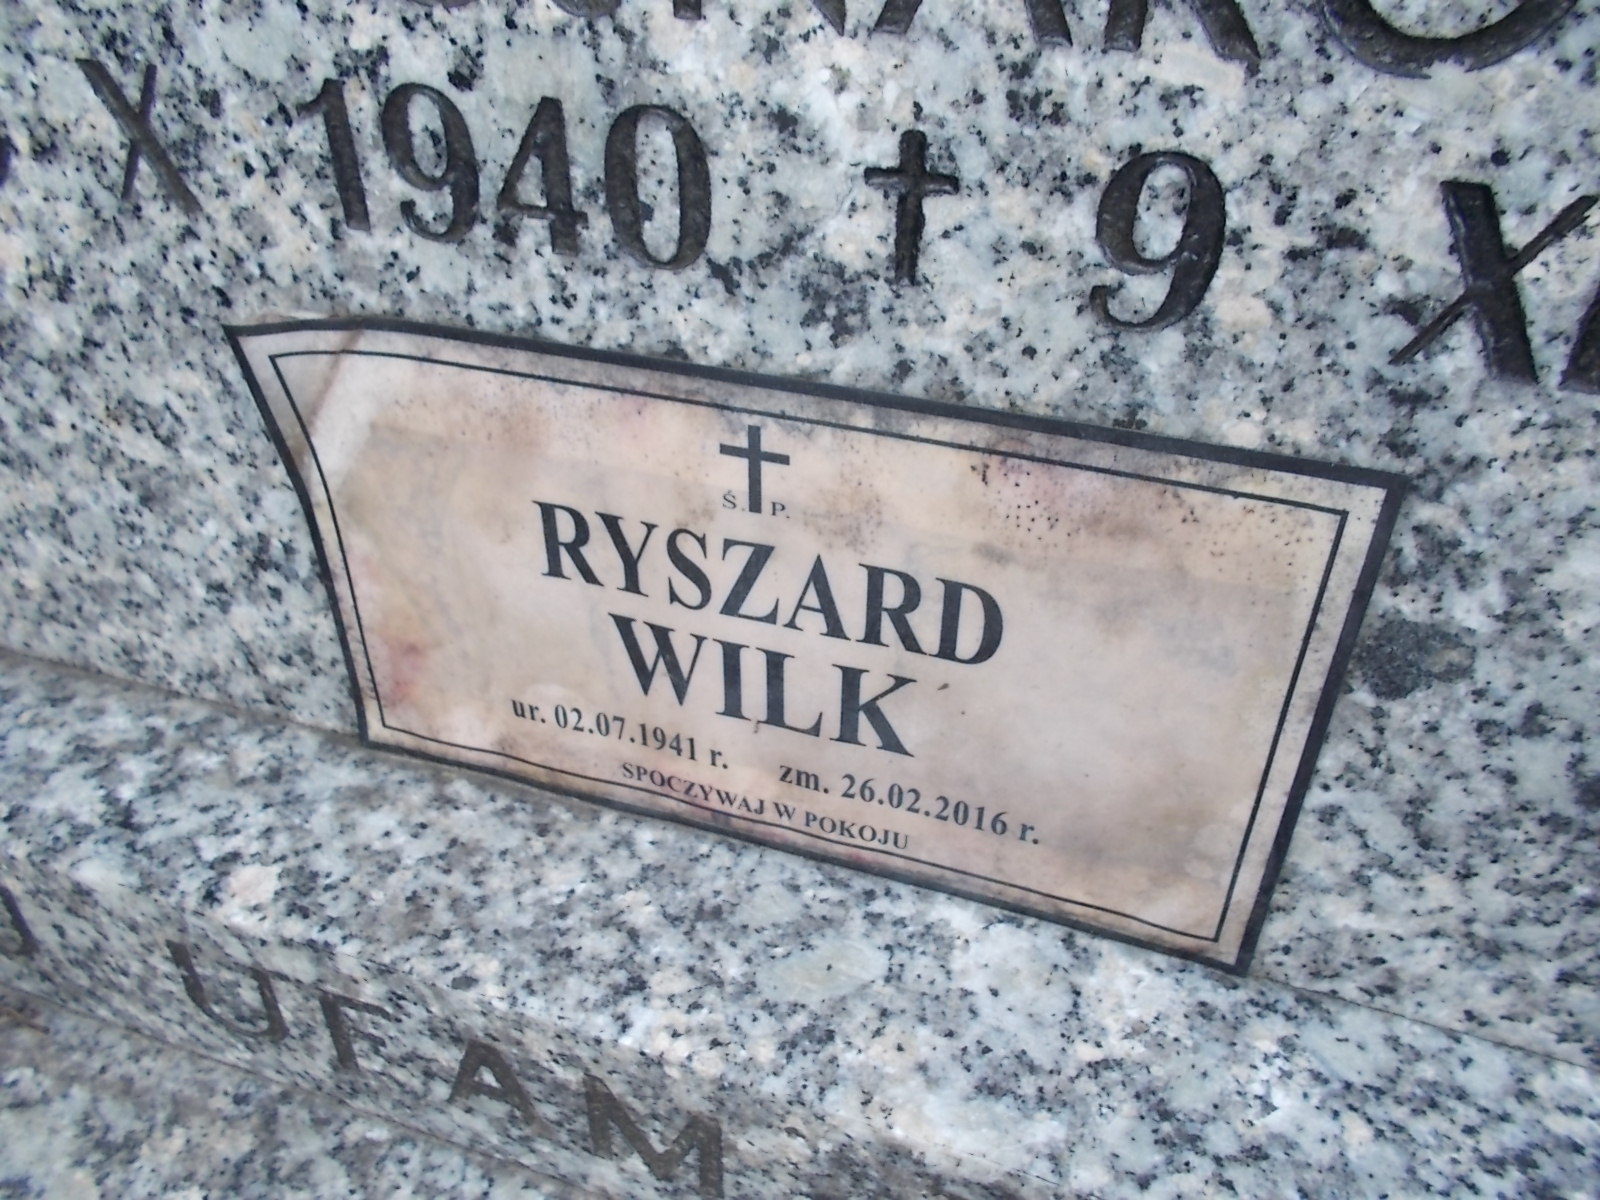 X 1940 † 9
Ś. P.
RYSZARD
WILK
ur. 02.07.1941 r. zm. 26.02.2016 r.
SPOCZYWAJ W POKOJU
UFAM